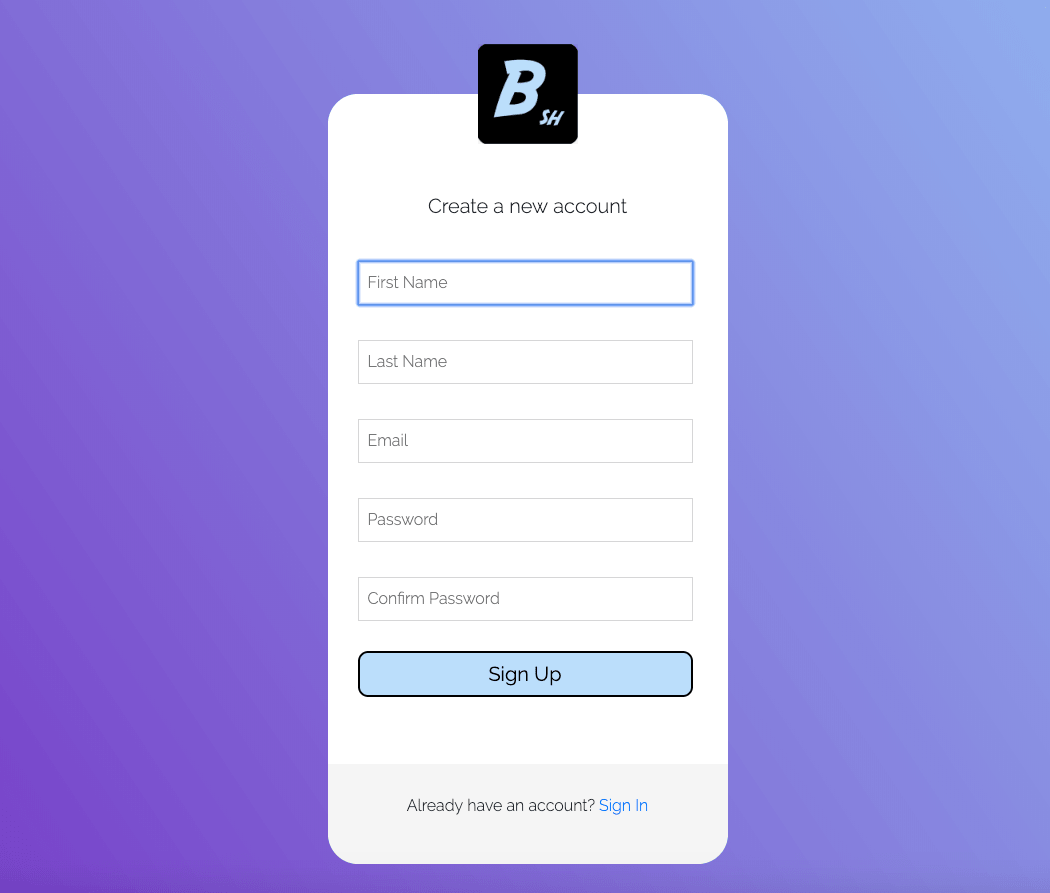 B
SH
Create a new account
First Name
Last Name
Email
Password
Confirm Password
Sign Up
Already have an account? Sign In